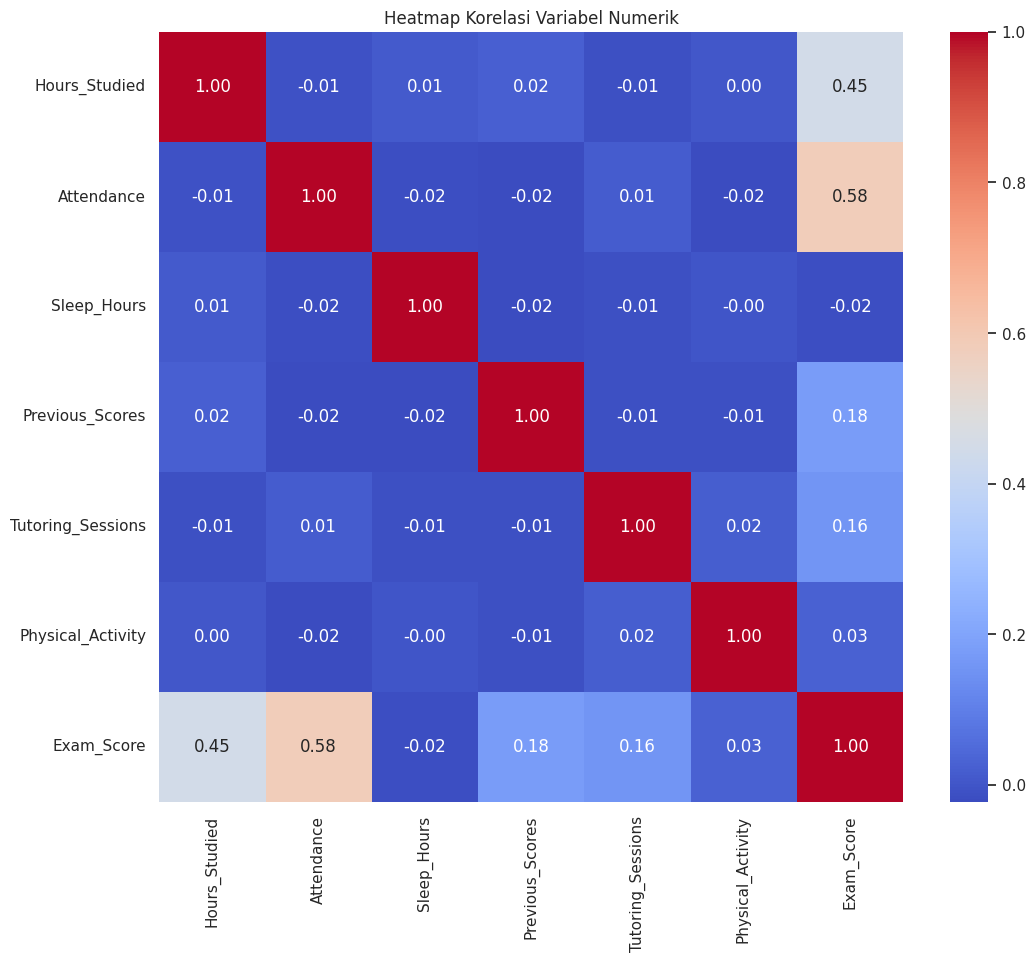 Heatmap Korelasi Variabel Numerik
Hours_Studied 1.00 -0.01 0.01 0.02 -0.01 0.00 0.45
Attendance -0.01 1.00 -0.02 -0.02 0.01 -0.02 0.58
Sleep_Hours 0.01 -0.02 1.00 -0.02 -0.01 -0.00 -0.02
Previous_Scores 0.02 -0.02 -0.02 1.00 -0.01 -0.01 0.18
Tutoring_Sessions -0.01 0.01 -0.01 -0.01 1.00 0.02 0.16
Physical_Activity 0.00 -0.02 -0.00 -0.01 0.02 1.00 0.03
Exam_Score 0.45 0.58 -0.02 0.18 0.16 0.03 1.00
Hours_Studied
Attendance
Sleep_Hours
Previous_Scores
Tutoring_Sessions
Physical_Activity
Exam_Score
1.0
0.8
0.6
0.4
0.2
0.0